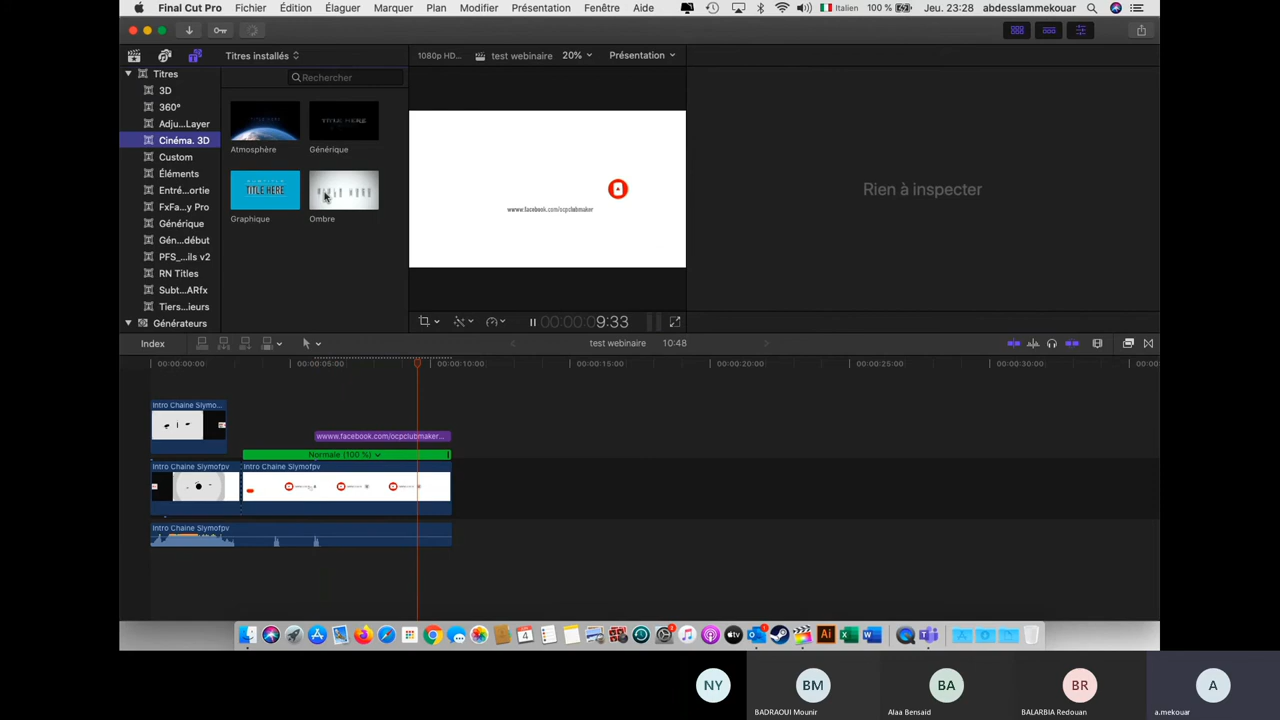 Final Cut Pro Fichier Édition Élaguer Marquer Plan Modifier Présentation Fenêtre Aide Italien 100 % Jeu. 23:28 abdesslammekouar
Titres installés 1080p HD... test webinaire 20% Présentation
Titres
Rechercher
3D
360°
Adju...Layer
Cinéma. 3D
Custom
Éléments
Entré...ortie
FxFa...y Pro
Générique
Gén...début
PFS_...ils v2
RN Titles
Subt...ARfx
Tiers...ieurs
Générateurs
TITLE HERE
Atmosphère Générique
TITLE HERE
Graphique Ombre
wwww.facebook.com/ocpclubmaker
Rien à inspecter
00:00:00:09:33
Index test webinaire 10:48
00:00:00:00 00:00:05:00 00:00:10:00 00:00:15:00 00:00:20:00 00:00:25:00 00:00:30:00
Intro Chaine Slymo...
wwww.facebook.com/ocpclubmaker...
Normale (100 %)
Intro Chaine Slymofpv Intro Chaine Slymofpv
Intro Chaine Slymofpv
NY BM BA BR A
BADRAOUI Mounir Alaa Bensaid BALARBIA Redouan a.mekouar